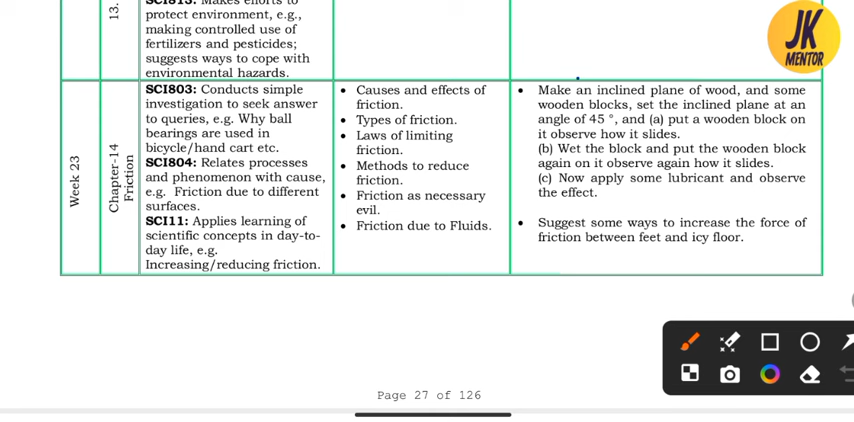 13.
SCI813: Makes efforts to
protect environment, e.g.,
making controlled use of
fertilizers and pesticides;
suggests ways to cope with
environmental hazards.
Week 23
Chapter-14
Friction
SCI803: Conducts simple
investigation to seek answer
to queries, e.g. Why ball
bearings are used in
bicycle/hand cart etc.
SCI804: Relates processes
and phenomenon with cause,
e.g. Friction due to different
surfaces.
SCI11: Applies learning of
scientific concepts in day-to-
day life, e.g.
Increasing/reducing friction.
• Causes and effects of
friction.
• Types of friction.
• Laws of limiting
friction.
• Methods to reduce
friction.
• Friction as necessary
evil.
• Friction due to Fluids.
• Make an inclined plane of wood, and some
wooden blocks, set the inclined plane at an
angle of 45 °, and (a) put a wooden block on
it observe how it slides.
(b) Wet the block and put the wooden block
again on it observe again how it slides.
(c) Now apply some lubricant and observe
the effect.
• Suggest some ways to increase the force of
friction between feet and icy floor.
JK
MENTOR
Page 27 of 126